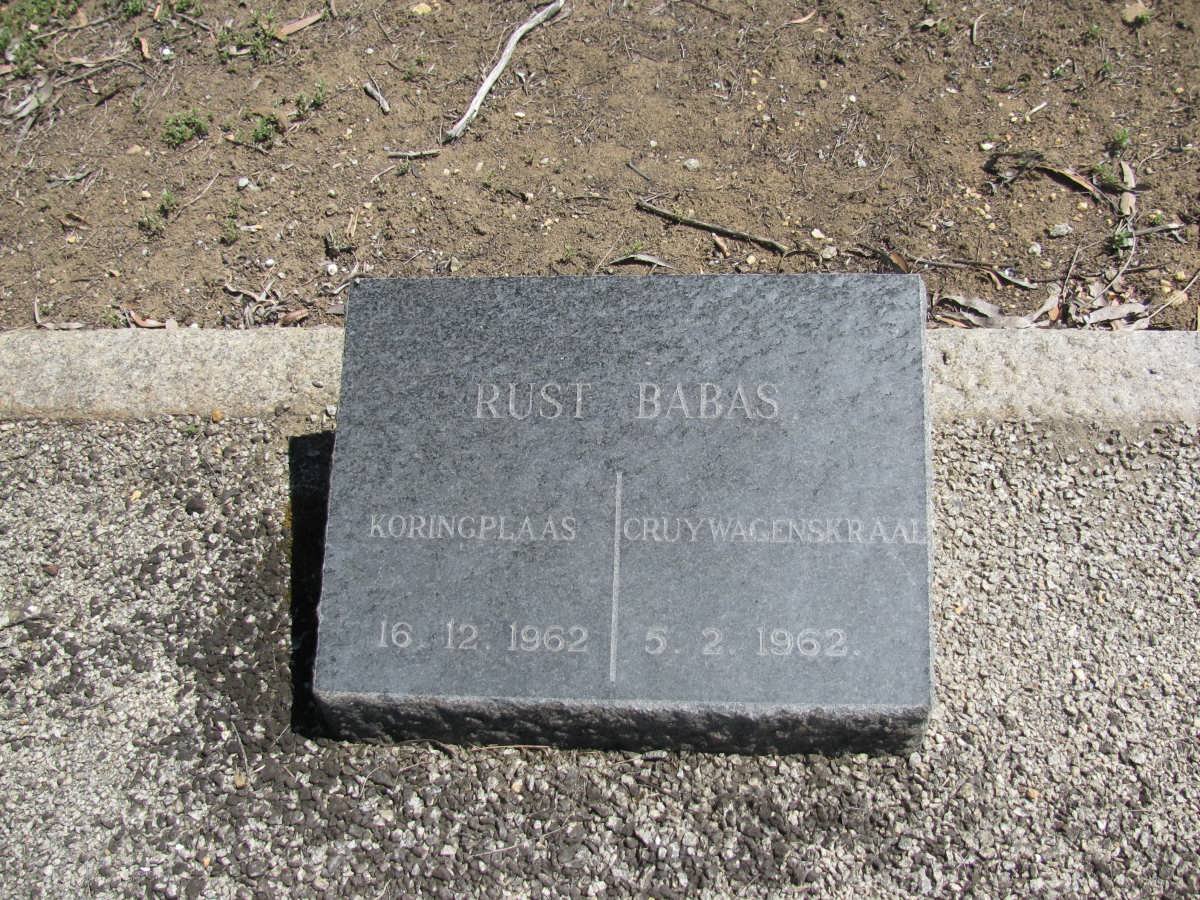 RUST BABAS
KORINGPLAAS
16. 12. 1962
CRUYWAGENSKRAAL
5. 2. 1962.